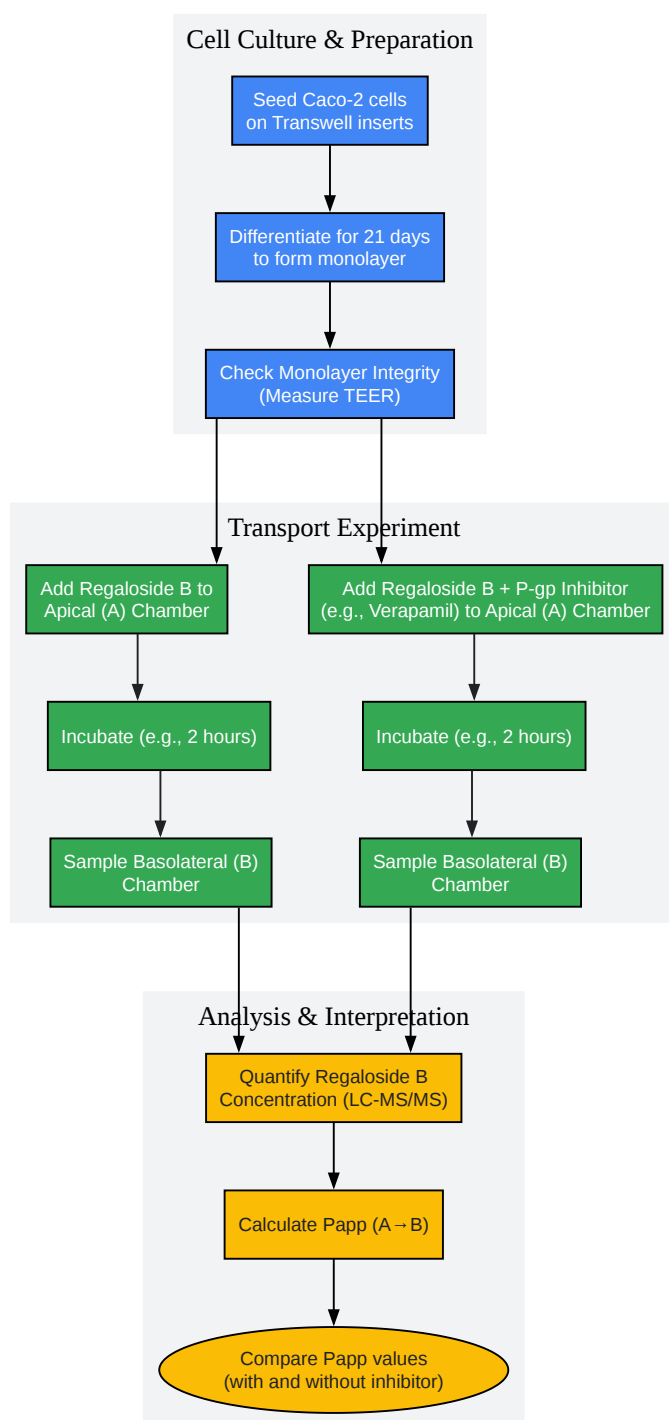 Cell Culture & Preparation
Seed Caco-2 cells
on Transwell inserts
Differentiate for 21 days
to form monolayer
Check Monolayer Integrity
(Measure TEER)
Transport Experiment
Add Regaloside B to
Apical (A) Chamber
Incubate (e.g., 2 hours)
Sample Basolateral (B)
Chamber
Add Regaloside B + P-gp Inhibitor
(e.g., Verapamil) to Apical (A) Chamber
Incubate (e.g., 2 hours)
Sample Basolateral (B)
Chamber
Analysis & Interpretation
Quantify Regaloside B
Concentration (LC-MS/MS)
Calculate Papp (A→B)
Compare Papp values
(with and without inhibitor)